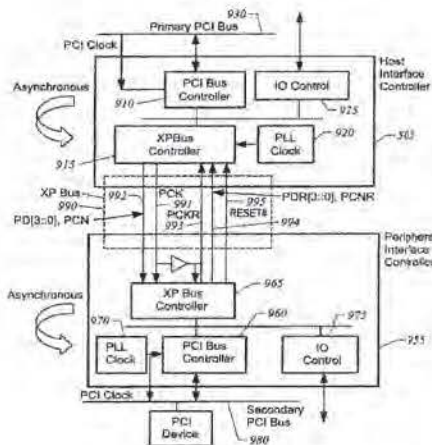 930
Primary PCI Bus
PCI Clock
Host
Interface
Controller
Asynchronous
PCI Bus
Controller
IO Control
910
925
920
XPBus
Controller
PLL
Clock
915
505
XP Bus
990
992
PCK
991
PCKR
993
PDR[3::0], PCNR
995
RESET#
994
PD[3::0], PCN
Peripheral
Interface
Controller
XP Bus
Controller
965
Asynchronous
970
960
975
PLL
Clock
PCI Bus
Controller
IO
Control
955
PCI Clock
Secondary
PCI Bus
PCI
Device
980